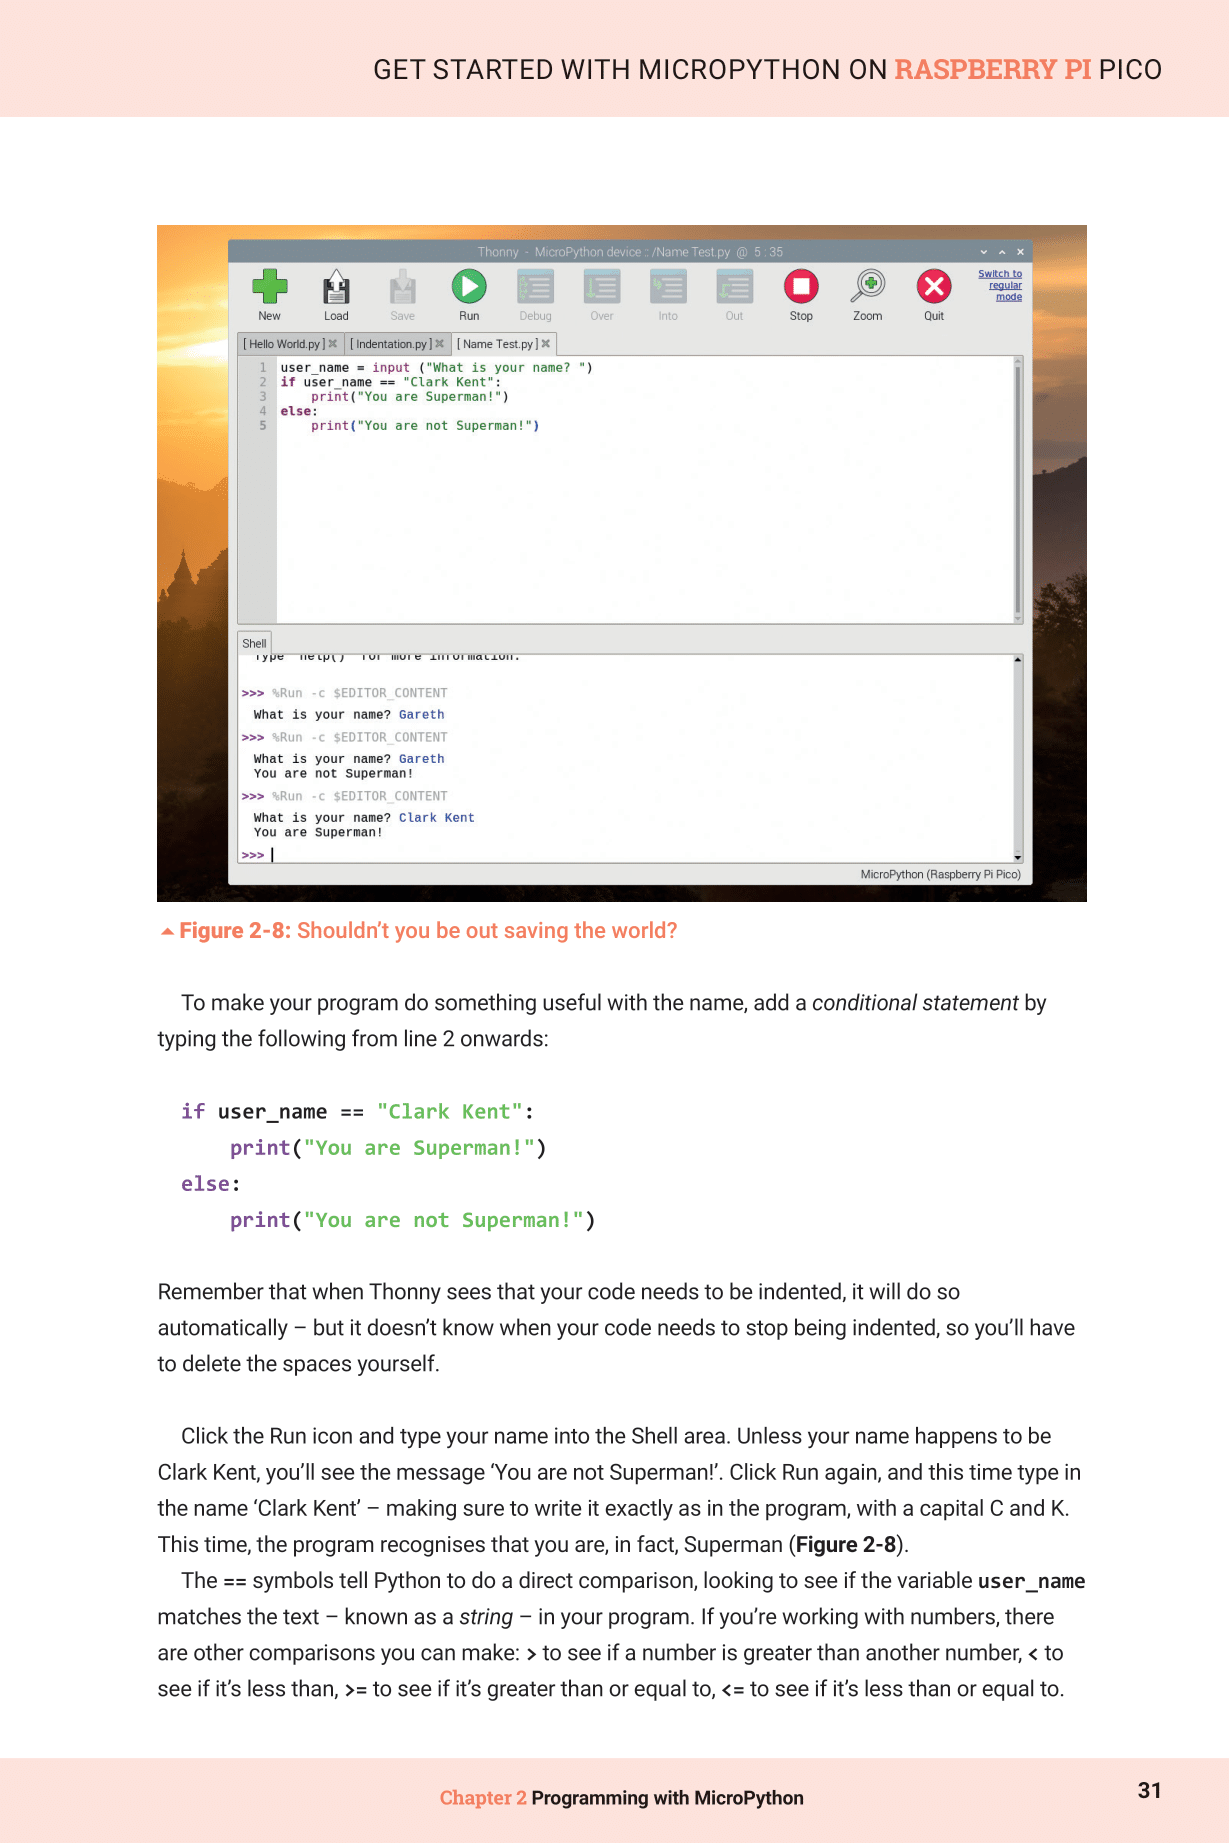 GET STARTED WITH MICROPYTHON ON RASPBERRY PI PICO
Thonny - MicroPython device :: /Name Test.py @ 5 : 35
New Load Save Run Debug Over Into Out Stop Zoom Quit
Switch to
regular
mode
[ Hello World.py ] [ Indentation.py ] [ Name Test.py ]
1 user_name = input ("What is your name? ")
2 if user_name == "Clark Kent":
3     print("You are Superman!")
4 else:
5     print("You are not Superman!")
Shell
Type "help()" for more information.
>>> %Run -c $EDITOR_CONTENT
What is your name? Gareth
>>> %Run -c $EDITOR_CONTENT
What is your name? Gareth
You are not Superman!
>>> %Run -c $EDITOR_CONTENT
What is your name? Clark Kent
You are Superman!
>>>
MicroPython (Raspberry Pi Pico)
Figure 2-8: Shouldn’t you be out saving the world?
To make your program do something useful with the name, add a conditional statement by
typing the following from line 2 onwards:
if user_name == "Clark Kent":
    print("You are Superman!")
else:
    print("You are not Superman!")
Remember that when Thonny sees that your code needs to be indented, it will do so
automatically – but it doesn’t know when your code needs to stop being indented, so you’ll have
to delete the spaces yourself.
Click the Run icon and type your name into the Shell area. Unless your name happens to be
Clark Kent, you’ll see the message ‘You are not Superman!’. Click Run again, and this time type in
the name ‘Clark Kent’ – making sure to write it exactly as in the program, with a capital C and K.
This time, the program recognises that you are, in fact, Superman (Figure 2-8).
The == symbols tell Python to do a direct comparison, looking to see if the variable user_name
matches the text – known as a string – in your program. If you’re working with numbers, there
are other comparisons you can make: > to see if a number is greater than another number, < to
see if it’s less than, >= to see if it’s greater than or equal to, <= to see if it’s less than or equal to.
Chapter 2 Programming with MicroPython
31